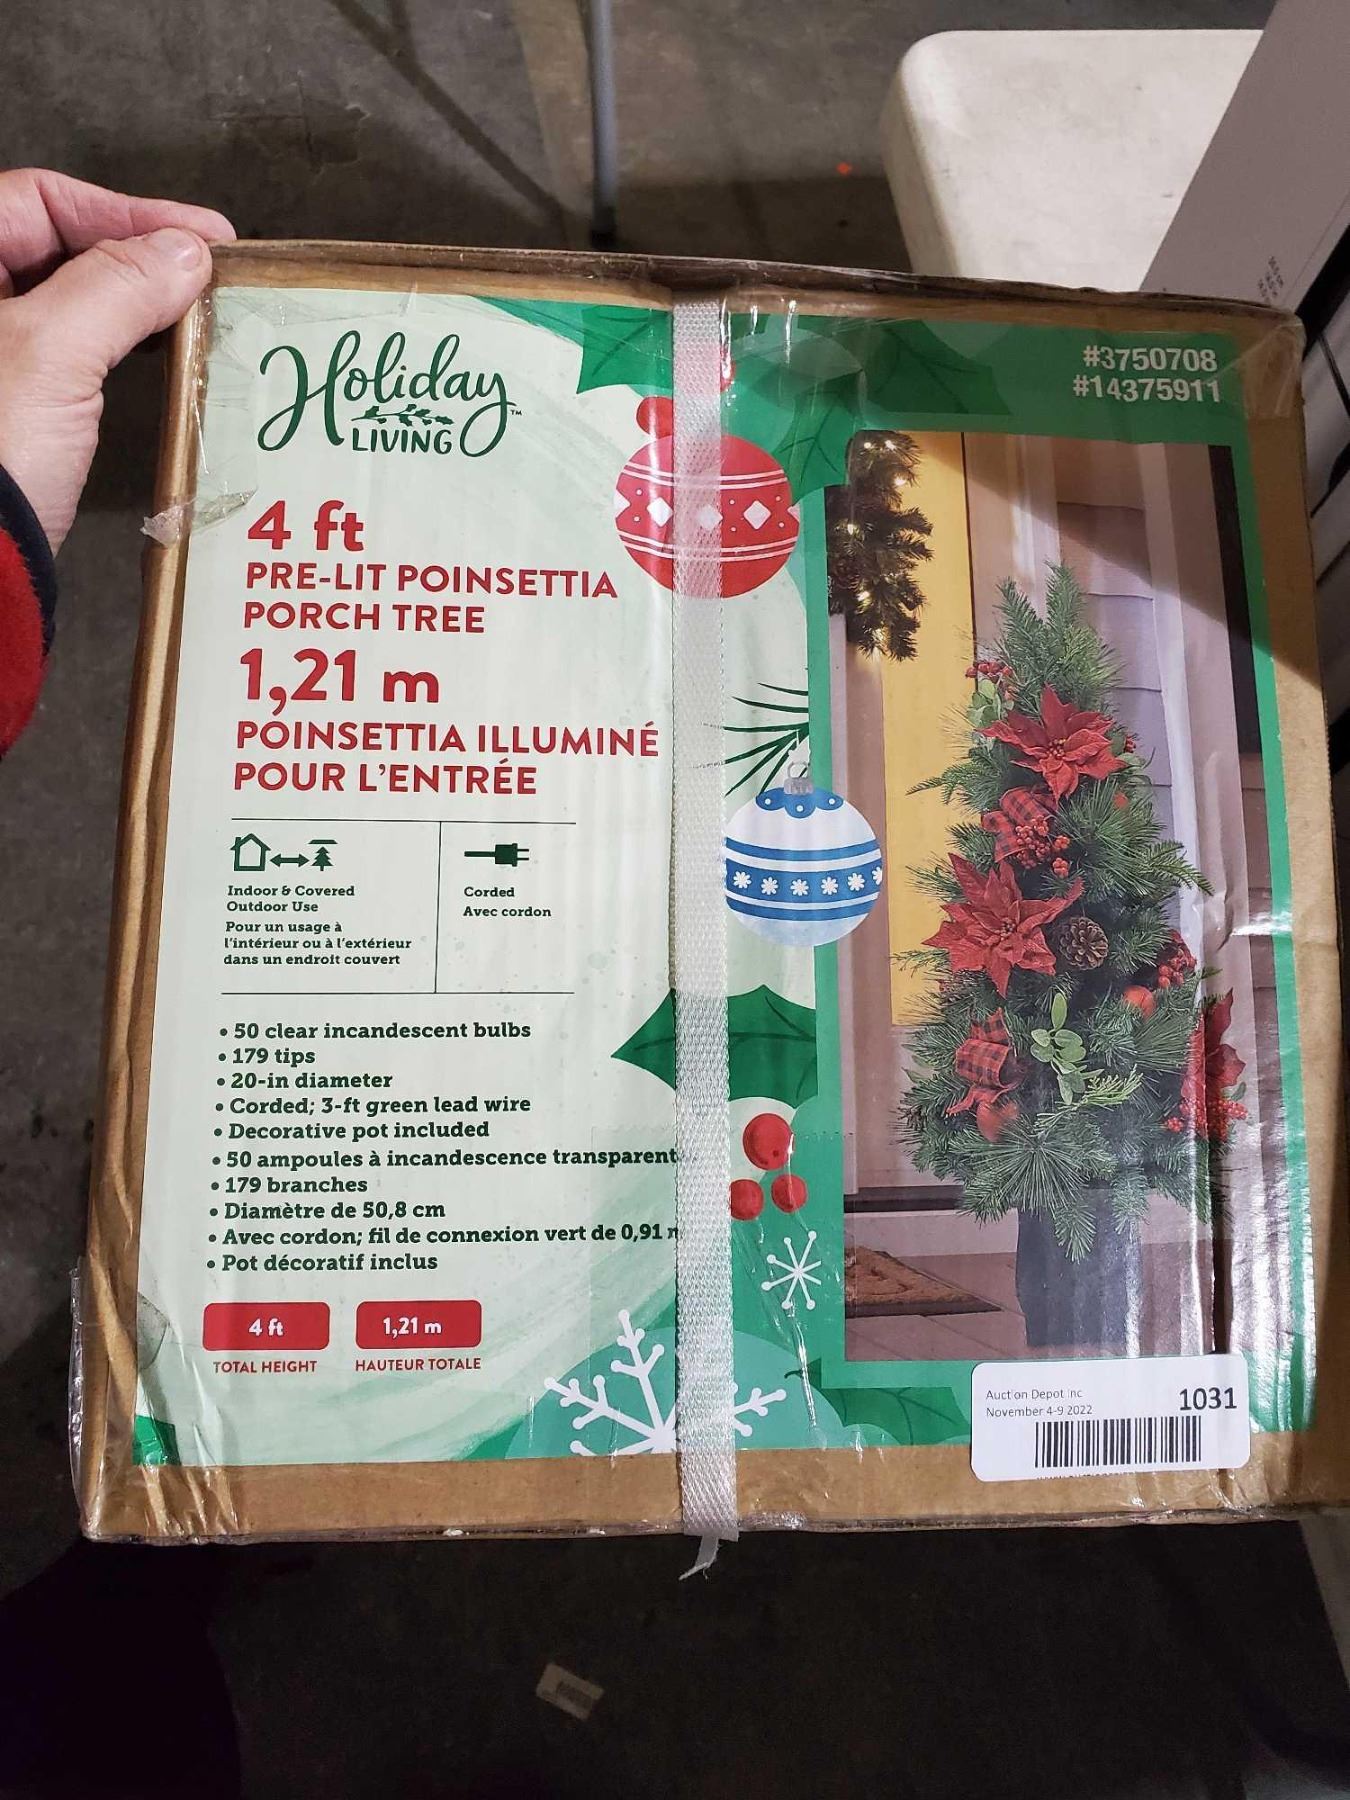 Holiday™
LIVING
#3750708
#14375911
4 ft
PRE-LIT POINSETTIA
PORCH TREE
1,21 m
POINSETTIA ILLUMINÉ
POUR L'ENTRÉE
Indoor & Covered
Outdoor Use
Pour un usage à
l'intérieur ou à l'extérieur
dans un endroit couvert
Corded
Avec cordon
• 50 clear incandescent bulbs
• 179 tips
• 20-in diameter
• Corded; 3-ft green lead wire
• Decorative pot included
• 50 ampoules à incandescence transparent
• 179 branches
• Diamètre de 50,8 cm
• Avec cordon; fil de connexion vert de 0,91
• Pot décoratif inclus
4 ft
TOTAL HEIGHT
1,21 m
HAUTEUR TOTALE
Auction Depot Inc
November 4-9 2022
1031